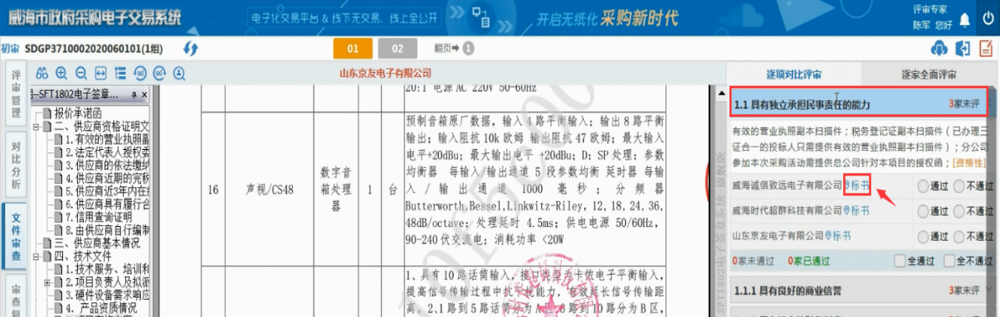 威海市政府采购电子交易系统
电子化交易平台 & 线下无交易、线上全公开
开启无纸化 采购新时代
评审专家
陈军 您好
初审 SDGP3710002020060101(1组)
01
02
翻页 1
评审管理
对比分析
文件审查
审查
山东京友电子有限公司
逐项对比评审
逐家全面评审
]-SFT1802电子签章...
报价承诺函
二、供应商资格证明文
1.有效的营业执照副
2.法定代表人授权委
3.供应商的依法缴纳
4.供应商近期的完税
5.供应商近3年内在经
6.供应商具有履行合
7.信用查询证明
8.由供应商自行编制
三、供应商基本情况
四、技术文件
1.技术服务、培训和
2.项目负责人及拟派
3.硬件设备需求响应
4. 产品资质情况
20:1 电源 AC 220V 50-60Hz
16
声视/CS48
数字音箱处理器
1
台
预制音箱原厂数据，输入 4 路平衡输入；输出 8 路平衡
输出；输入阻抗 10k 欧姆 输出阻抗 47 欧姆；最大输入
电平+20dBu；最大输出电平 +20dBu；D: SP 处理：参数
均衡器 每输入/输出通道 5 段参数均衡 延时器 每输
入 / 输 出 通 道 1000 毫 秒 ； 分 频 器
Butterworth,Bessel,Linkwitz-Riley, 12, 18, 24, 36,
48dB/octave；处理延时 4.5ms；供电电源 50/60Hz,
90-240 伏交流电；消耗功率 <20W
1、具有 10 路话筒输入，接口类型为卡侬电子平衡输入，
提高信号传输过程中抗干扰能力，有效延长信号传输距
离。2.1 路到 5 路话筒分为 A 6 路到 10 路分为 B 区，
1.1 具有独立承担民事责任的能力
3家未评
有效的营业执照副本扫描件；税务登记证副本扫描件（已办理三
证合一的投标人只需提供有效的营业执照副本扫描件）；分公司
参加本次采购活动需提供总公司针对本项目的授权函；[资格性]
威海诚信致远电子有限公司 标书 通过 不通过
威海时代超群科技有限公司 标书 通过 不通过
山东京友电子有限公司 标书 通过 不通过
0家未通过 0家已通过 全通过 全不通过
1.1.1 具有良好的商业信誉
3家未评